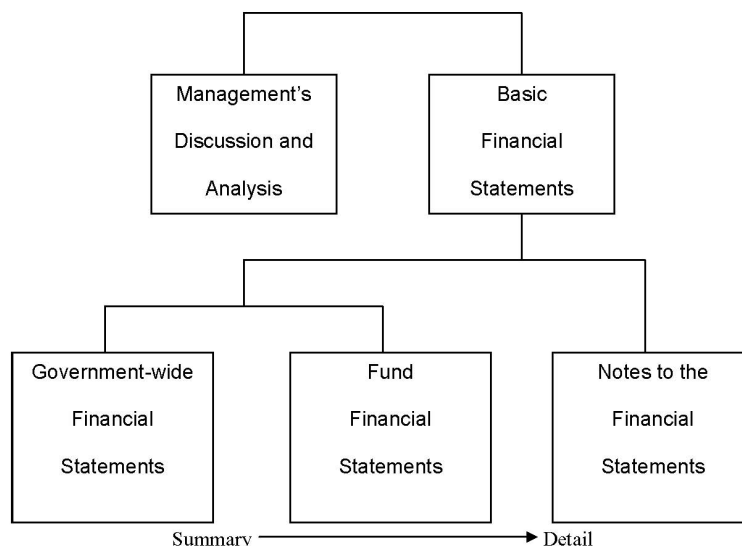 Management’s
Discussion and
Analysis
Basic
Financial
Statements
Government-wide
Financial
Statements
Fund
Financial
Statements
Notes to the
Financial
Statements
Summary
Detail